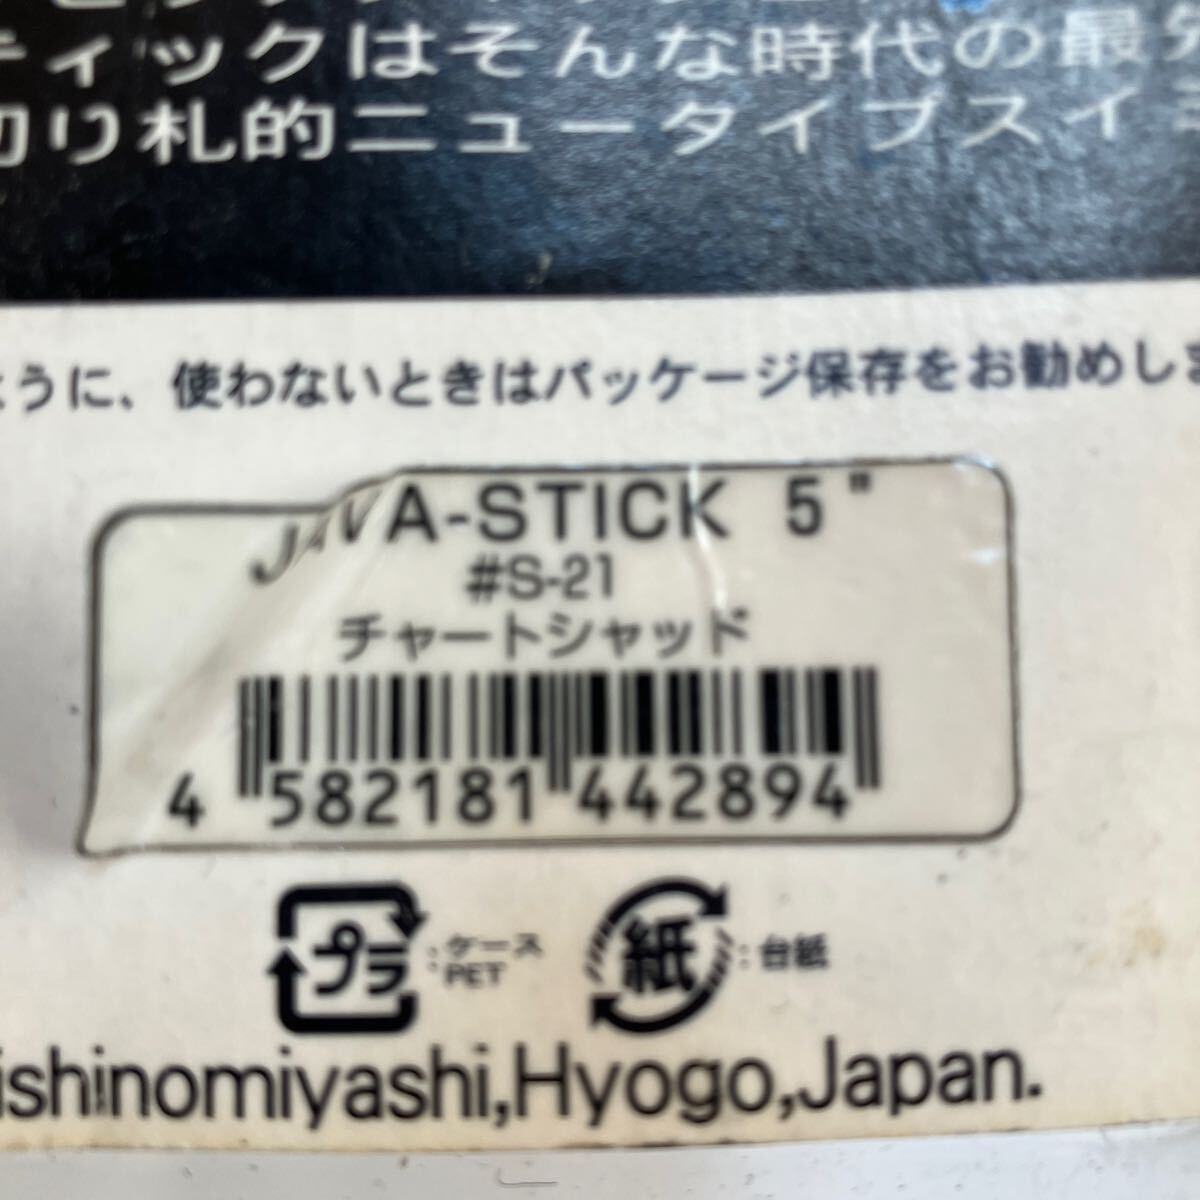 ティックはそんな時代の最
切り札的ニュータイプスイ
ように、使わないときはパッケージ保存をお勧めしま
JAVA-STICK 5"
#S-21
チャートシャッド
4 582181 442894
プラ :ケース PET
紙 :台紙
ishinomiyashi,Hyogo,Japan.